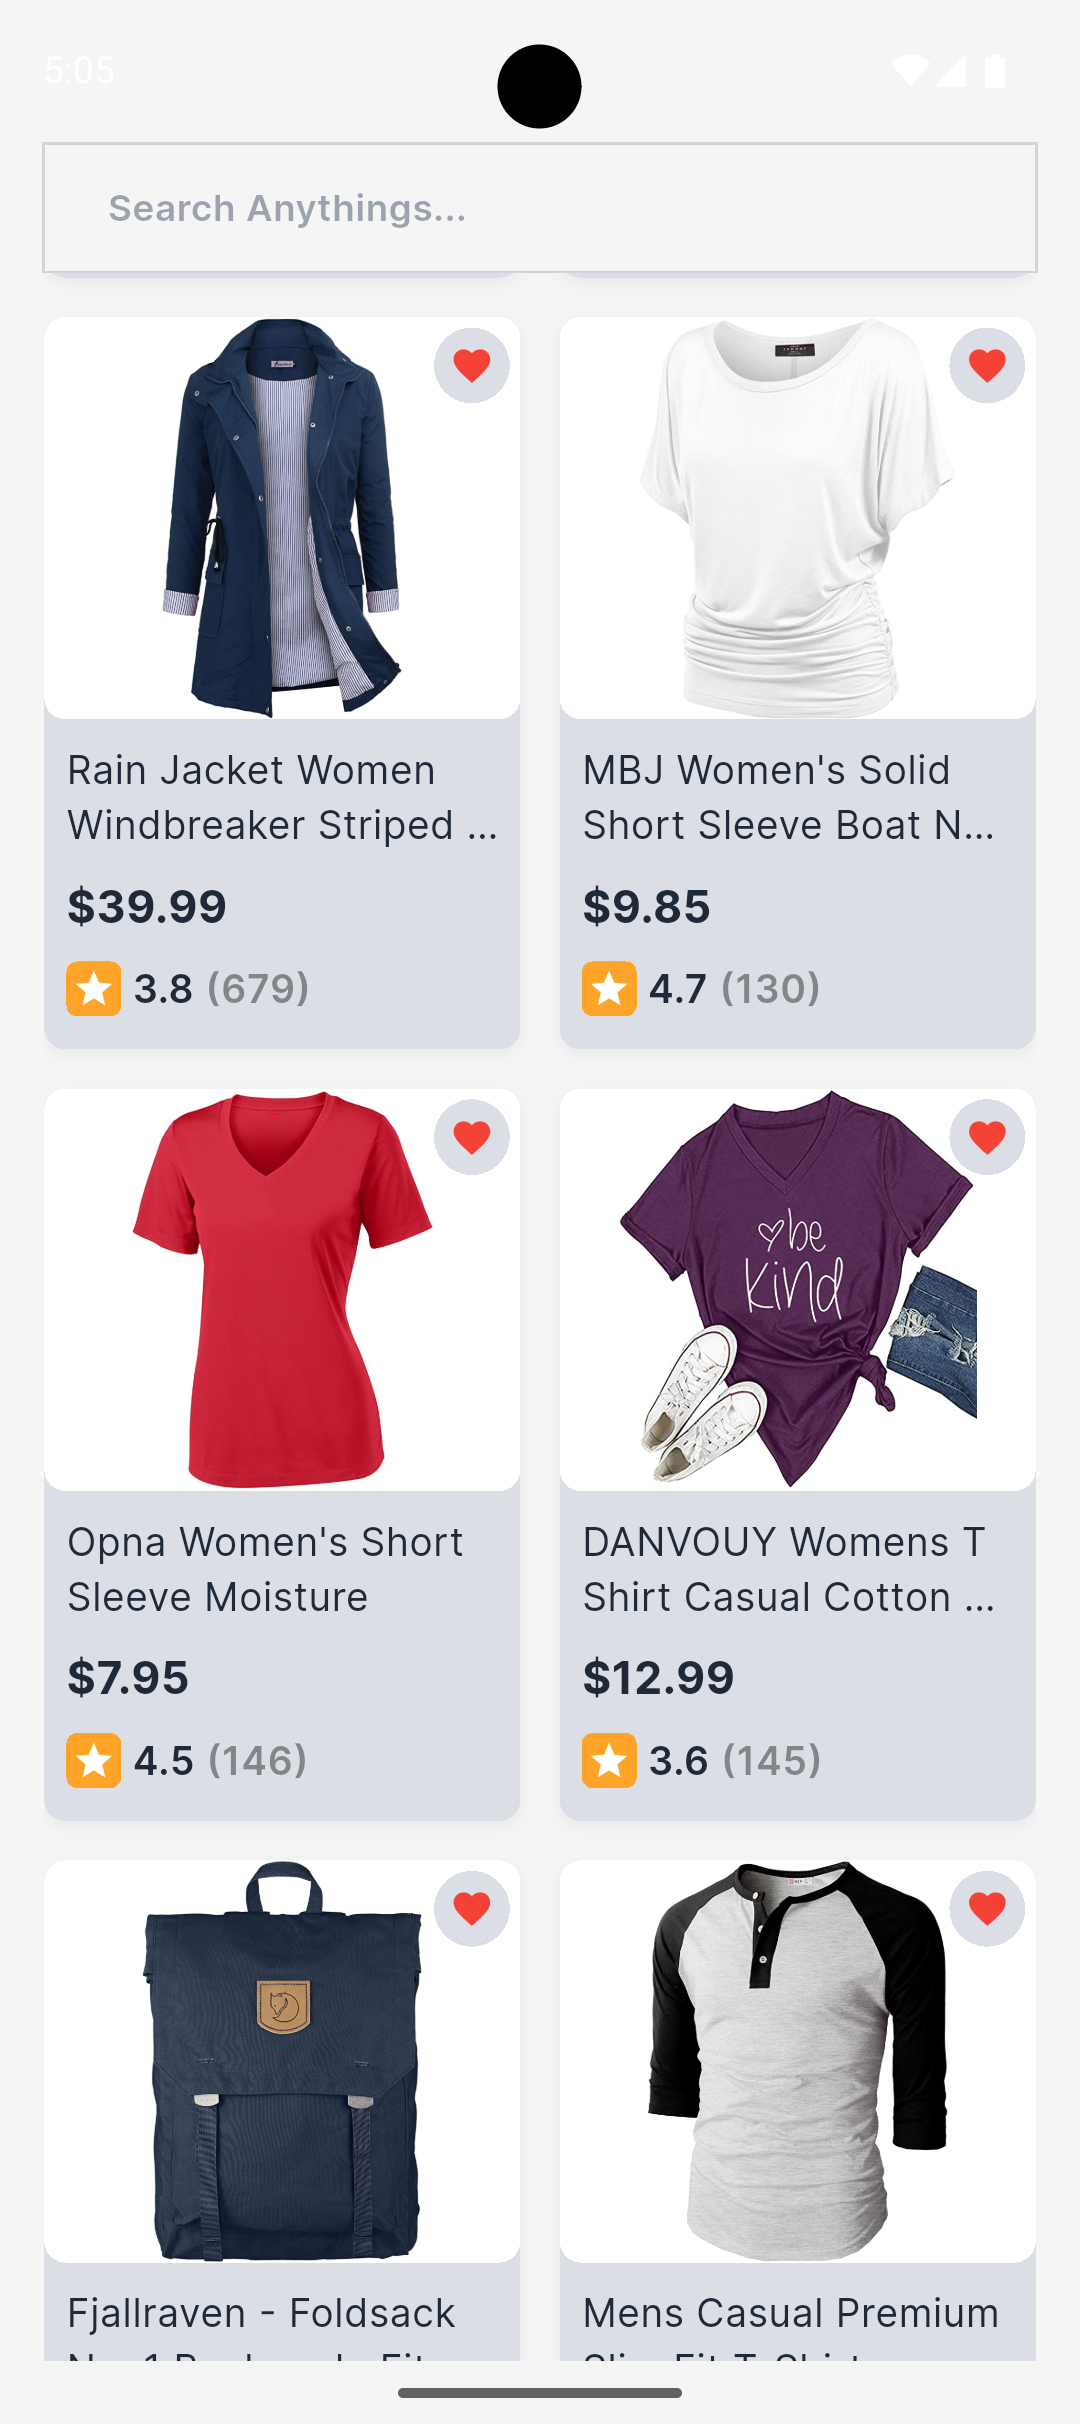 5:05
Search Anythings...
Rain Jacket Women
Windbreaker Striped ...
$39.99
3.8 (679)
MBJ Women's Solid
Short Sleeve Boat N...
$9.85
4.7 (130)
be
kind
Opna Women's Short
Sleeve Moisture
$7.95
4.5 (146)
DANVOUY Womens T
Shirt Casual Cotton ...
$12.99
3.6 (145)
Fjallraven - Foldsack
Mens Casual Premium